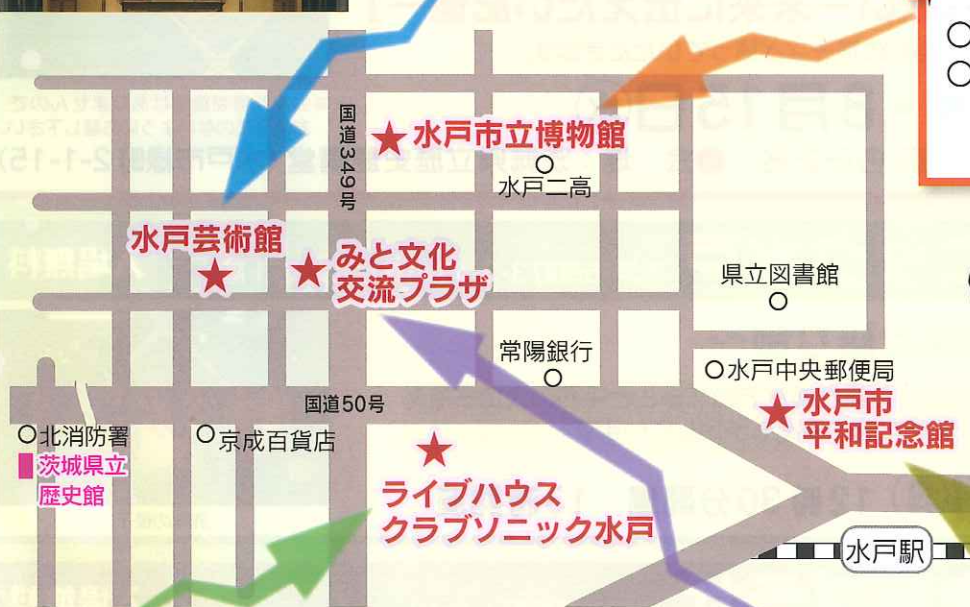 国道349号
水戸市立博物館
水戸二高
水戸芸術館
みと文化
交流プラザ
県立図書館
常陽銀行
水戸中央郵便局
国道50号
水戸市
平和記念館
北消防署
京成百貨店
茨城県立
歴史館
ライブハウス
クラブソニック水戸
水戸駅